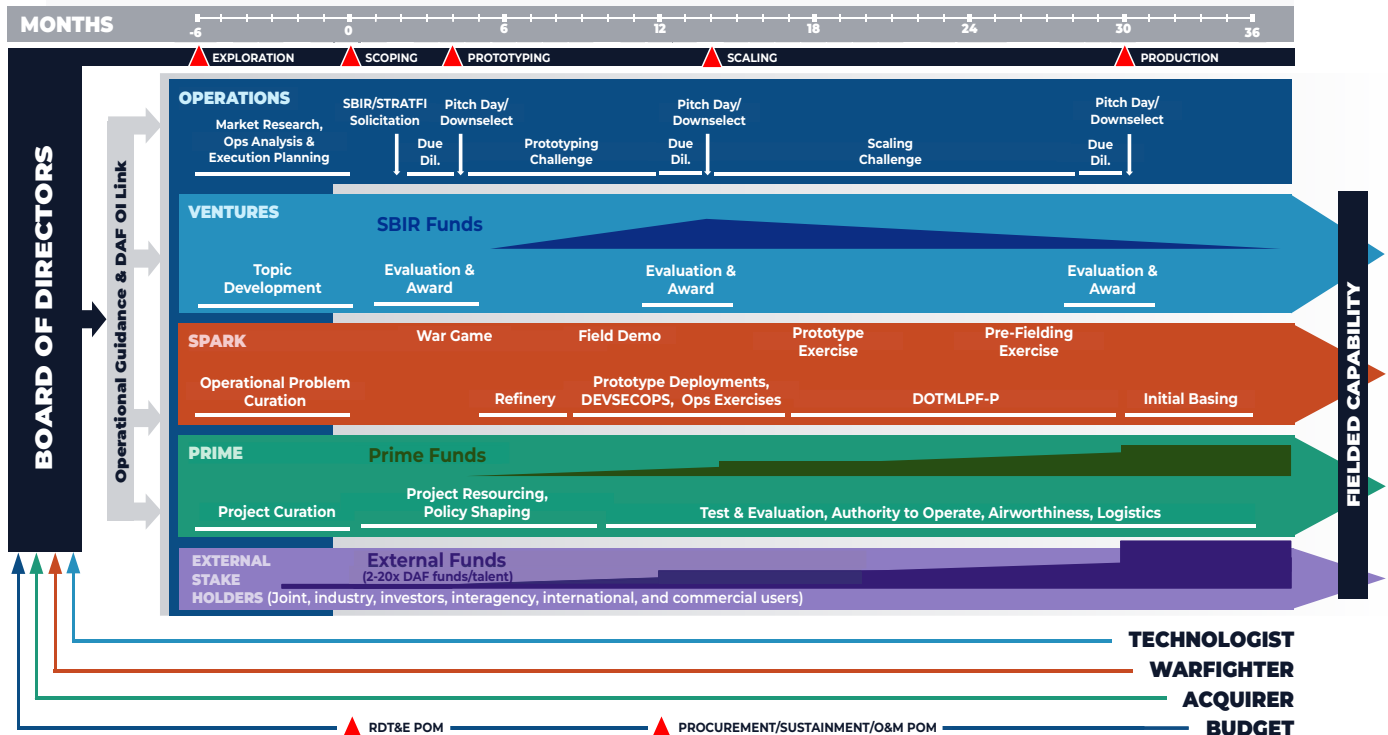 MONTHS
-6
0
6
12
18
24
30
36
EXPLORATION
SCOPING
PROTOTYPING
SCALING
PRODUCTION
BOARD OF DIRECTORS
Operational Guidance & DAF OI Link
OPERATIONS
Market Research,
Ops Analysis &
Execution Planning
SBIR/STRATFI
Solicitation
Due
Dil.
Pitch Day/
Downselect
Prototyping
Challenge
Due
Dil.
Pitch Day/
Downselect
Scaling
Challenge
Due
Dil.
Pitch Day/
Downselect
VENTURES
SBIR Funds
Topic
Development
Evaluation &
Award
Evaluation &
Award
Evaluation &
Award
SPARK
War Game
Field Demo
Prototype
Exercise
Pre-Fielding
Exercise
Operational Problem
Curation
Refinery
Prototype Deployments,
DEVSECOPS, Ops Exercises
DOTMLPF-P
Initial Basing
PRIME
Prime Funds
Project Curation
Project Resourcing,
Policy Shaping
Test & Evaluation, Authority to Operate, Airworthiness, Logistics
EXTERNAL
STAKE
HOLDERS (Joint, industry, investors, interagency, international, and commercial users)
External Funds
(2-20x DAF funds/talent)
FIELDED CAPABILITY
TECHNOLOGIST
WARFIGHTER
ACQUIRER
RDT&E POM
PROCUREMENT/SUSTAINMENT/O&M POM
BUDGET